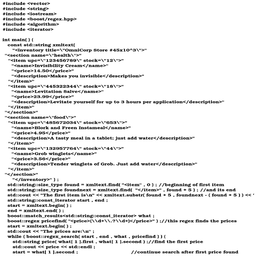 #include <vector>
#include <string>
#include <iostream>
#include <boost/regex.hpp>
#include <algorithm>
#include <iterator>

int main( ) {
const std::string xmltext(
"<inventory title=\"OmniCorp Store #45x10^3\">"
"<section name=\"health\">"
"<item upc=\"123456789\" stock=\"12\">"
"<name>Invisibility Cream</name>"
"<price>14.50</price>"
"<description>Makes you invisible</description>"
"</item>"
"<item upc=\"445322344\" stock=\"18\">"
"<name>Levitation Salve</name>"
"<price>23.99</price>"
"<description>Levitate yourself for up to 3 hours per application</description>"
"</item>"
"</section>"
"<section name=\"food\">"
"<item upc=\"485672034\" stock=\"653\">"
"<name>Blork and Freen Instameal</name>"
"<price>4.95</price>"
"<description>A tasty meal in a tablet; just add water</description>"
"</item>"
"<item upc=\"132957764\" stock=\"44\">"
"<name>Grob winglets</name>"
"<price>3.56</price>"
"<description>Tender winglets of Grob. Just add water</description>"
"</item>"
"</section>"
"</inventory>" ) ;
std::string::size_type found = xmltext.find( "<item" , 0 ) ; //beginning of first item
std::string::size_type foundnext = xmltext.find( "</item>" , found + 5 ) ; //and its end
std::cout << "The first item is\n" << xmltext.substr( found + 5 , foundnext - ( found + 5 ) ) << '
std::string::const_iterator start , end ;
start = xmltext.begin( ) ;
end = xmltext.end( ) ;
boost::match_results<std::string::const_iterator> what ;
boost::regex pricefind( "<price>(\\d+\\.?\\d+)</price>" ) ;//this regex finds the prices
start = xmltext.begin( ) ;
std::cout << "The prices are:\n" ;
while ( boost::regex_search( start , end , what , pricefind ) ) {
std::string price( what[ 1 ].first , what[ 1 ].second ) ;//find the first price
std::cout << price << std::endl ;
start = what[ 1 ].second ; //continue search after first price found